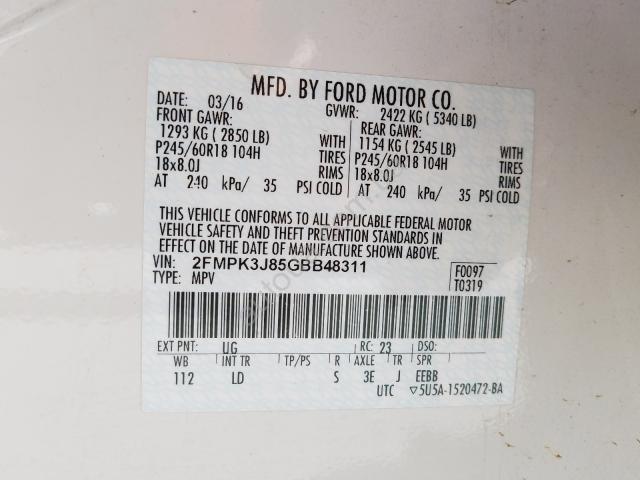 MFD. BY FORD MOTOR CO.
DATE: 03/16 GVWR: 2422 KG ( 5340 LB)
FRONT GAWR: REAR GAWR:
1293 KG ( 2850 LB) WITH 1154 KG ( 2545 LB) WITH
P245/60R18 104H TIRES P245/60R18 104H TIRES
18x8.0J RIMS 18x8.0J RIMS
AT 240 kPa/ 35 PSI COLD AT 240 kPa/ 35 PSI COLD
THIS VEHICLE CONFORMS TO ALL APPLICABLE FEDERAL MOTOR
VEHICLE SAFETY AND THEFT PREVENTION STANDARDS IN
EFFECT ON THE DATE OF MANUFACTURE SHOWN ABOVE.
VIN: 2FMPK3J85GBB48311 F0097
TYPE: MPV T0319
EXT PNT: UG RC: 23 DSO:
WB INT TR TP/PS R AXLE TR SPR
112 LD S 3E J EEBB
UTC ▽5U5A-1520472-BA